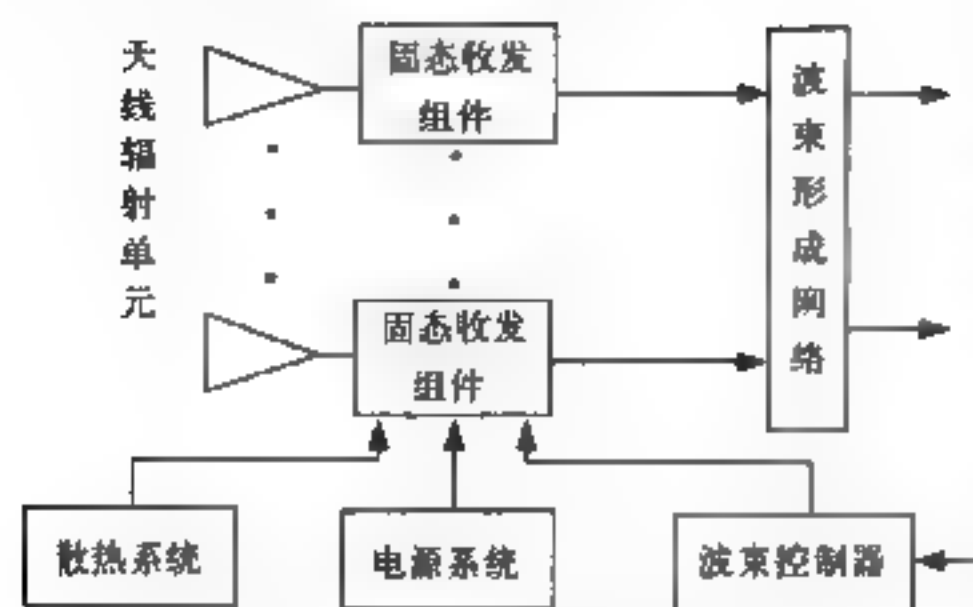 天线辐射单元
固态收发
组件
波束形成网络
固态收发
组件
散热系统
电源系统
波束控制器